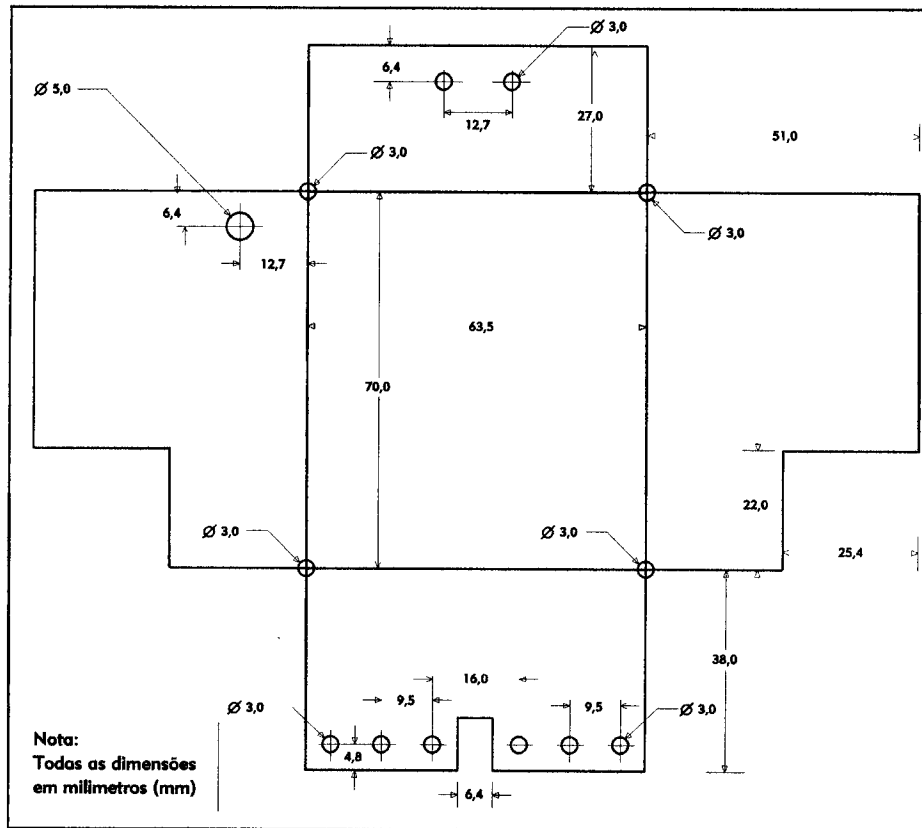 Ø 3,0
6,4
Ø 5,0
12,7
27,0
51,0
Ø 3,0
6,4
Ø 3,0
12,7
63,5
70,0
22,0
Ø 3,0
Ø 3,0
25,4
38,0
16,0
9,5
9,5
Ø 3,0
Ø 3,0
Nota:
4,8
Todas as dimensões
em milimetros (mm)
6,4